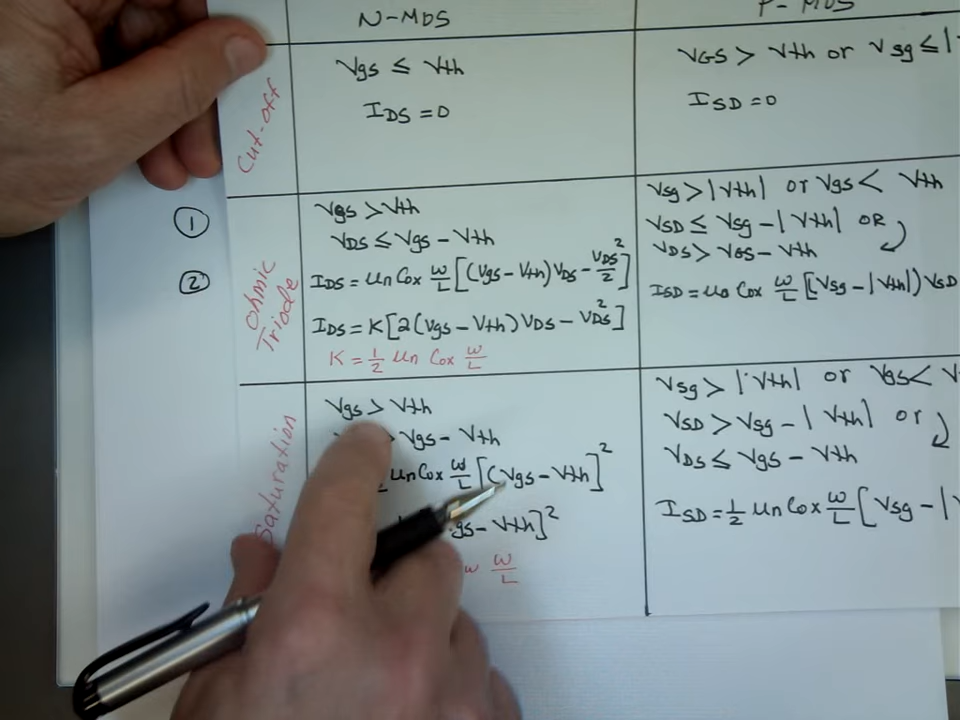 N-MOS
P-MOS
Cut-off
Vgs ≤ Vth
IDS = 0
VGS > Vth or Vsg ≤ |
ISD = 0
1
2
Ohmic
Triode
Vgs > Vth
VDS ≤ Vgs - Vth
IDS = un Cox W/L [(Vgs - Vth) VDS - VDS²/2]
IDS = K[2(Vgs - Vth) VDS - VDS²]
K = 1/2 un Cox W/L
Vsg > |Vth| or Vgs < Vth
VSD ≤ Vsg - |Vth| OR
VDS > VGS - Vth
Cox W/L [(Vsg - |Vth|) VSD
Saturation
Vgs > Vth
> Vgs - Vth
un Cox W/L [(Vgs - Vth]²
gs - Vth]²
W/L
Vsg > |Vth| or Vgs <
VSD > Vsg - |Vth| or
VDS ≤ Vgs - Vth
ISD = 1/2 un Cox W/L [Vsg - |